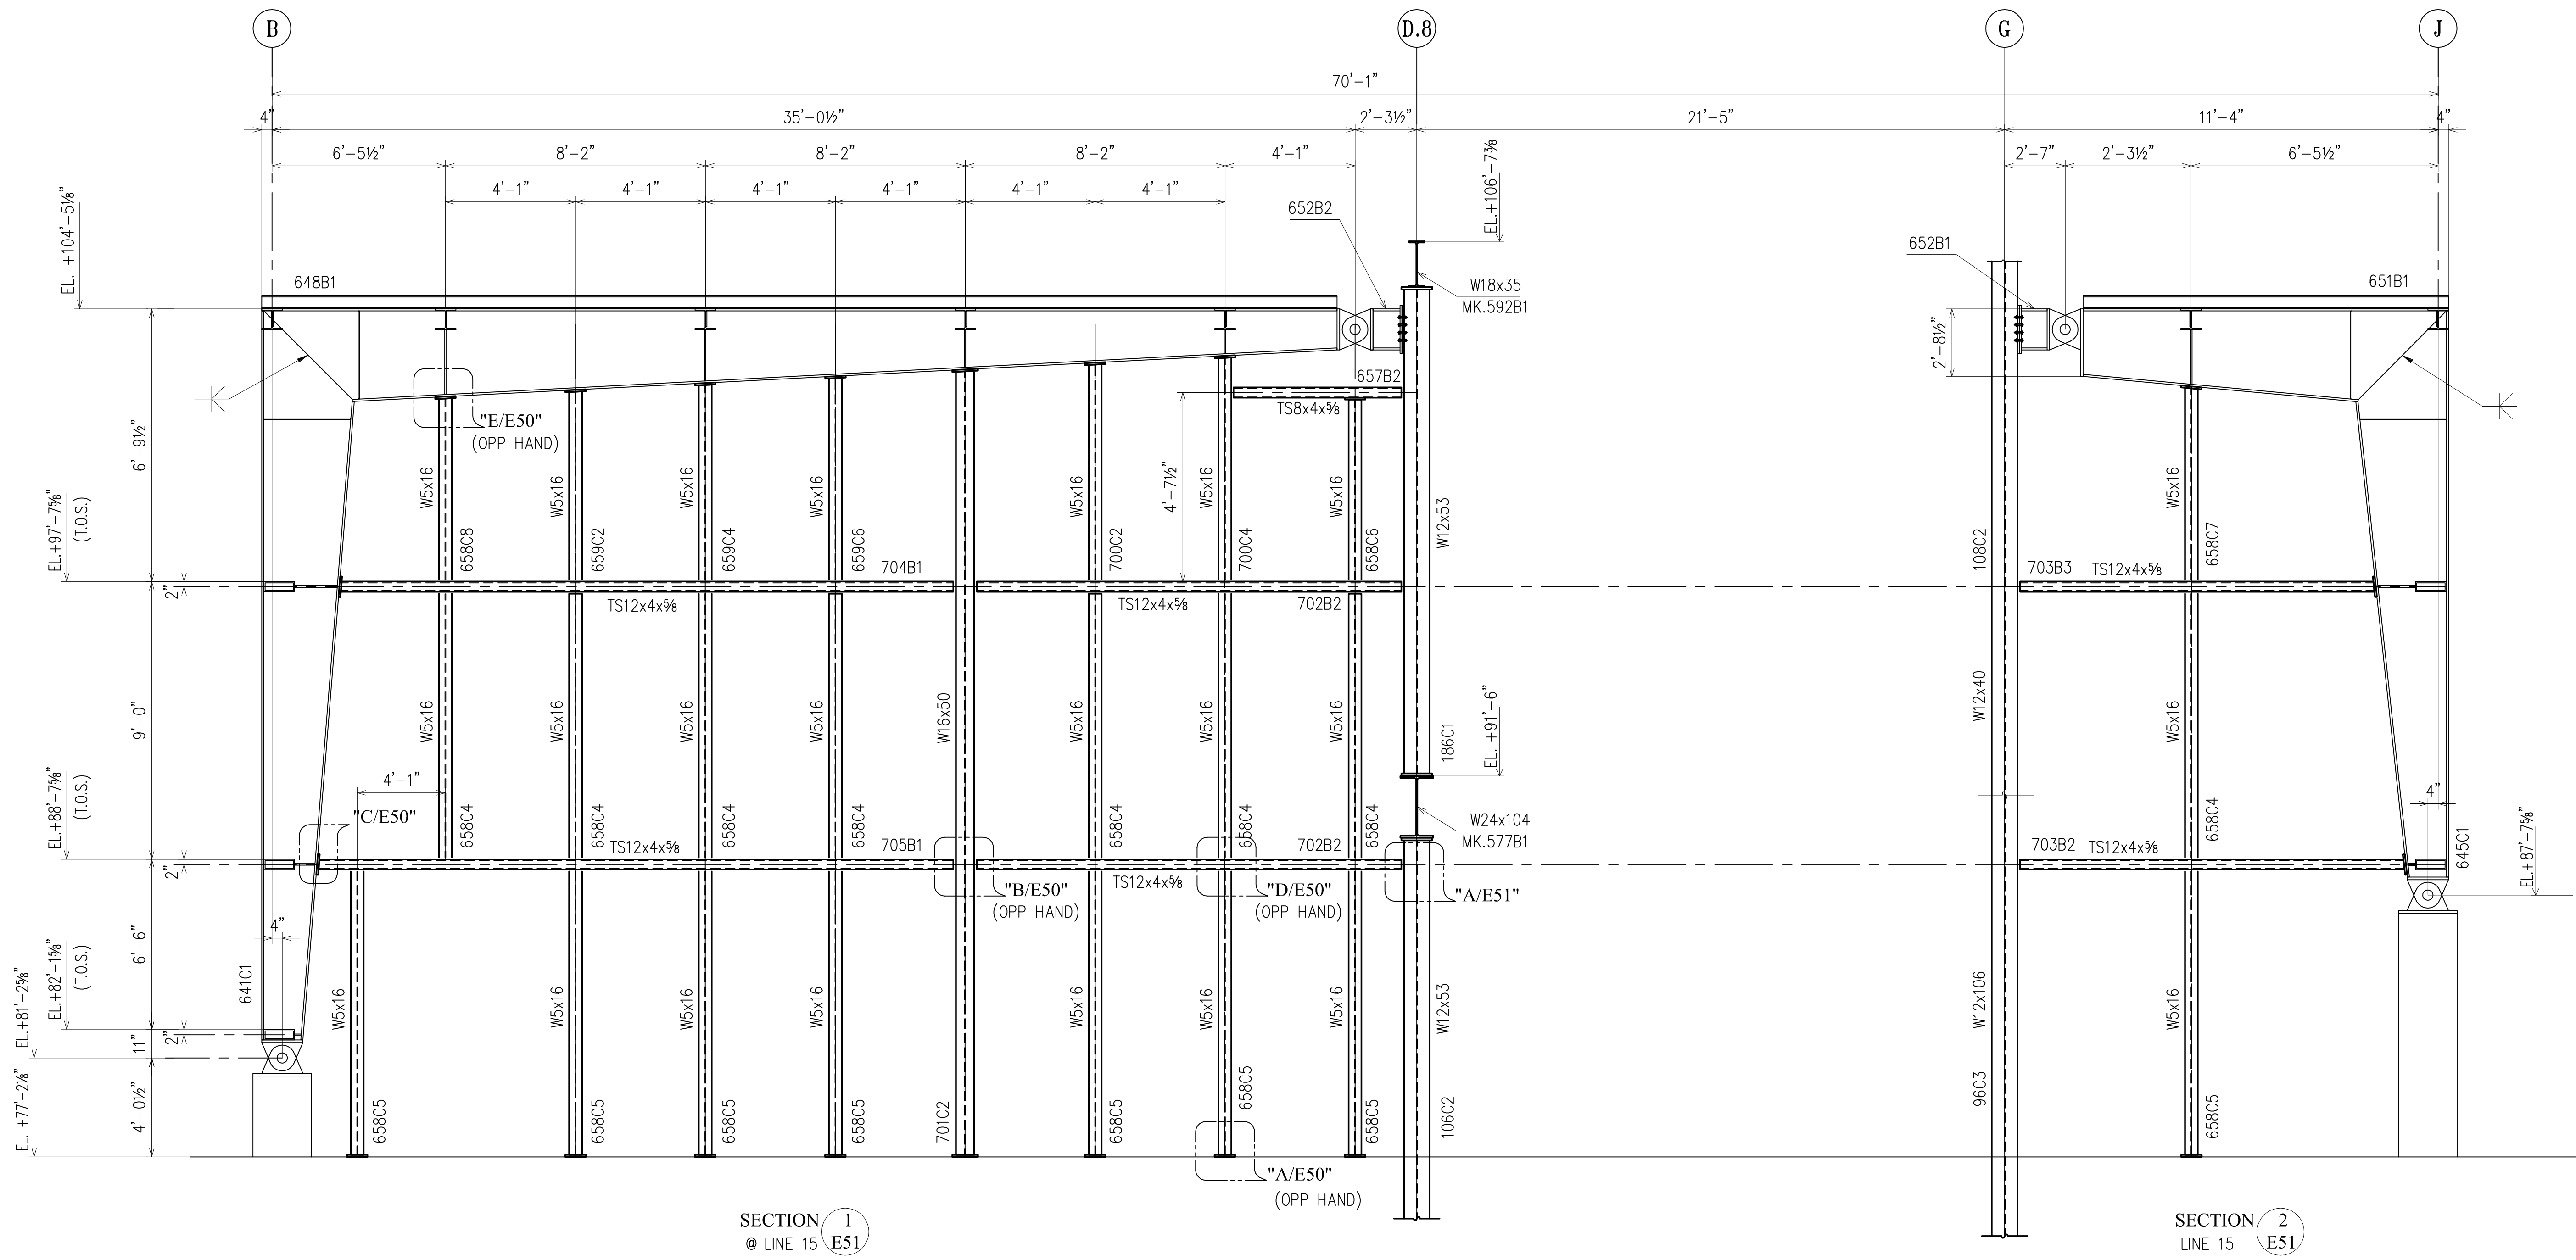 B
D.8
G
J
70'-1"
4"
35'-0½"
2'-3½"
21'-5"
11'-4"
4"
6'-5½"
8'-2"
8'-2"
8'-2"
4'-1"
2'-7"
2'-3½"
6'-5½"
4'-1"
4'-1"
4'-1"
4'-1"
4'-1"
4'-1"
EL. +104'-5⅛"
EL.+106'-7⅜"
652B2
652B1
648B1
651B1
W18x35
MK.592B1
2'-8½"
657B2
TS8x4x⅝
"E/E50"
(OPP HAND)
6'-9½"
4'-7½"
W5x16
W5x16
W5x16
W5x16
W5x16
W5x16
W5x16
W12x53
W5x16
EL.+97'-7⅝"
(T.O.S.)
658C8
659C2
659C4
659C6
700C2
700C4
658C6
108C2
658C7
704B1
703B3
TS12x4x⅝
2"
TS12x4x⅝
TS12x4x⅝
702B2
9'-0"
W5x16
W5x16
W5x16
W5x16
W16x50
W5x16
W5x16
W5x16
186C1
EL. +91'-6"
W12x40
W5x16
4'-1"
4"
EL.+88'-7⅝"
(T.O.S.)
"C/E50"
658C4
658C4
658C4
658C4
658C4
658C4
658C4
W24x104
MK.577B1
658C4
645C1
EL.+87'-7⅝"
TS12x4x⅝
705B1
702B2
703B2
TS12x4x⅝
2"
TS12x4x⅝
"B/E50"
(OPP HAND)
"D/E50"
(OPP HAND)
"A/E51"
4"
6'-6"
EL.+82'-1⅝"
(T.O.S.)
641C1
W5x16
W5x16
W5x16
W5x16
W5x16
W5x16
W5x16
W12x53
W12x106
W5x16
EL.+81'-2⅝"
11"
2"
EL. +77'-2⅛"
4'-0½"
658C5
658C5
658C5
658C5
701C2
658C5
658C5
658C5
106C2
96C3
658C5
"A/E50"
(OPP HAND)
SECTION 1
@ LINE 15 E51
SECTION 2
LINE 15 E51